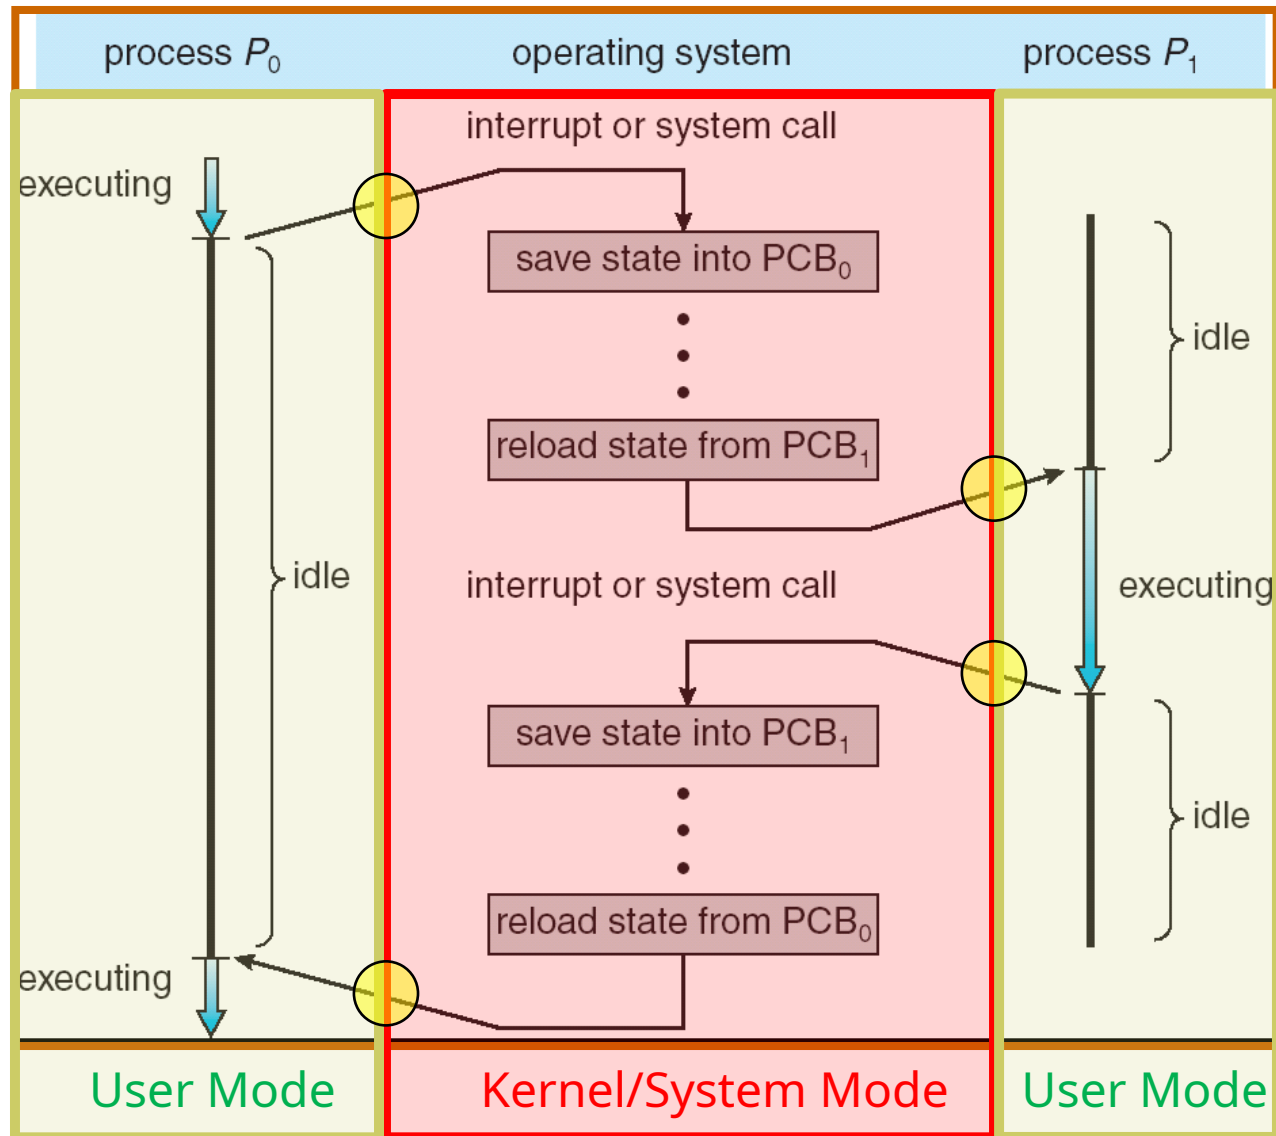 process P₀
operating system
process P₁
interrupt or system call
executing
save state into PCB₀
idle
reload state from PCB₁
idle
interrupt or system call
executing
save state into PCB₁
idle
reload state from PCB₀
executing
User Mode
Kernel/System Mode
User Mode